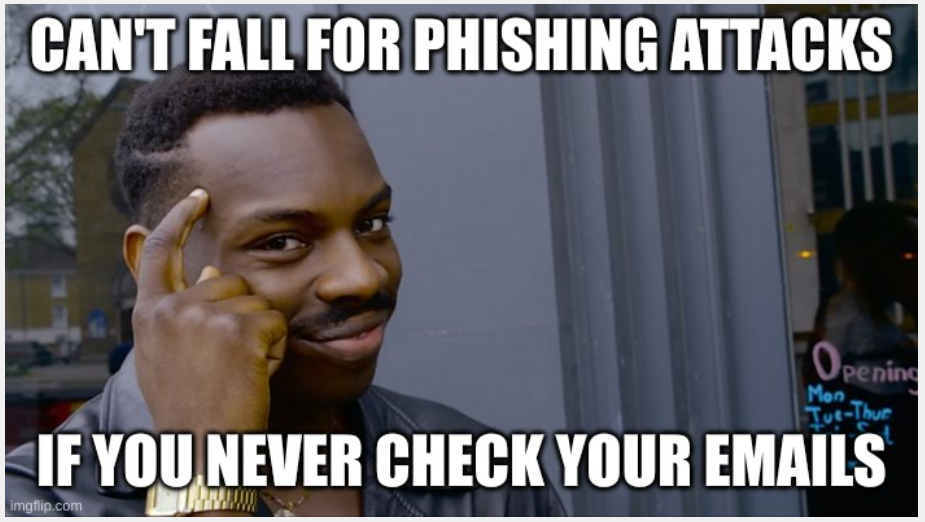 CAN'T FALL FOR PHISHING ATTACKS
Opening
Mon
Tue-Thur
IF YOU NEVER CHECK YOUR EMAILS
imgflip.com